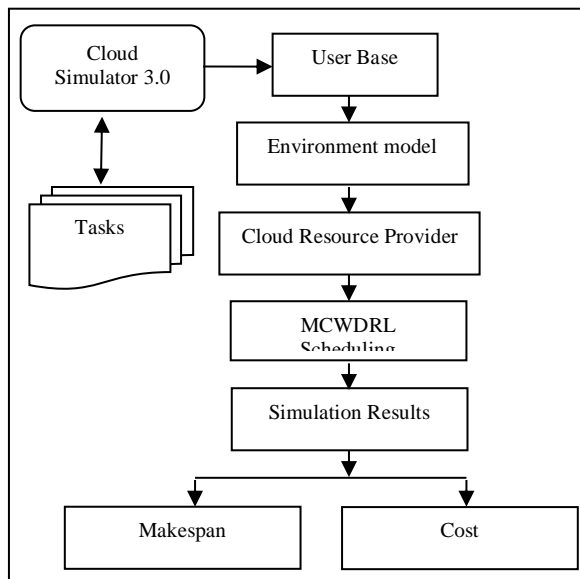 Cloud
Simulator 3.0
User Base
Environment model
Tasks
Cloud Resource Provider
MCWDRL
Scheduling
Simulation Results
Makespan
Cost